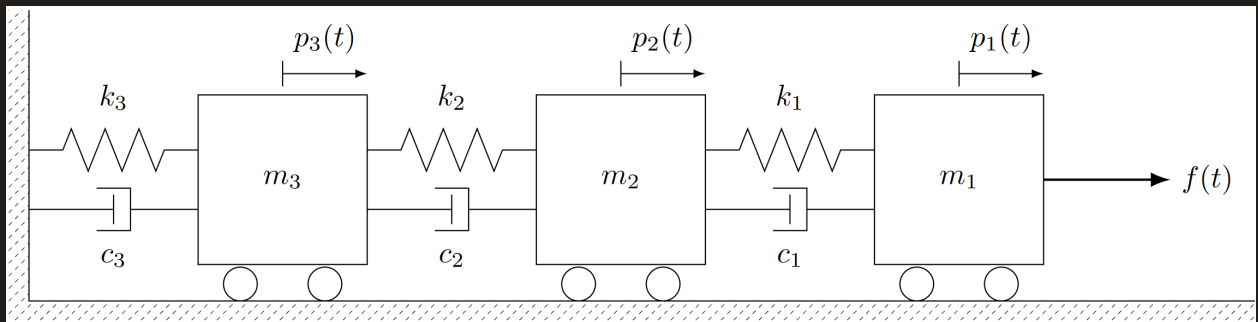 p₃(t) p₂(t) p₁(t)
k₃ k₂ k₁
m₃ m₂ m₁ f(t)
c₃ c₂ c₁